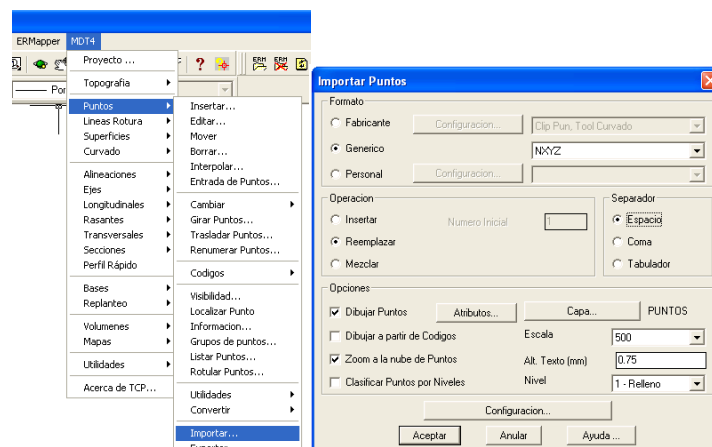 ERMapper MDT4
Proyecto ...
Topografia
Puntos
Lineas Rotura
Superficies
Curvado
Alineaciones
Ejes
Longitudinales
Rasantes
Transversales
Secciones
Perfil Rápido
Bases
Replanteo
Volumenes
Mapas
Utilidades
Acerca de TCP...
Insertar...
Editar...
Mover
Borrar...
Interpolar...
Entrada de Puntos...
Cambiar
Girar Puntos...
Trasladar Puntos...
Renumerar Puntos...
Codigos
Visibilidad...
Localizar Punto
Informacion...
Grupos de puntos...
Listar Puntos...
Rotular Puntos...
Utilidades
Convertir
Importar...
Importar Puntos
Formato
Fabricante Configuracion... Clip Pun, Tool Curvado
Generico NXYZ
Personal Configuracion...
Operacion
Insertar Numero Inicial 1
Reemplazar
Mezclar
Separador
Espacio
Coma
Tabulador
Opciones
Dibujar Puntos Atributos... Capa... PUNTOS
Dibujar a partir de Codigos Escala 500
Zoom a la nube de Puntos Alt. Texto (mm) 0.75
Clasificar Puntos por Niveles Nivel 1 - Relleno
Configuracion...
Aceptar Anular Ayuda ...